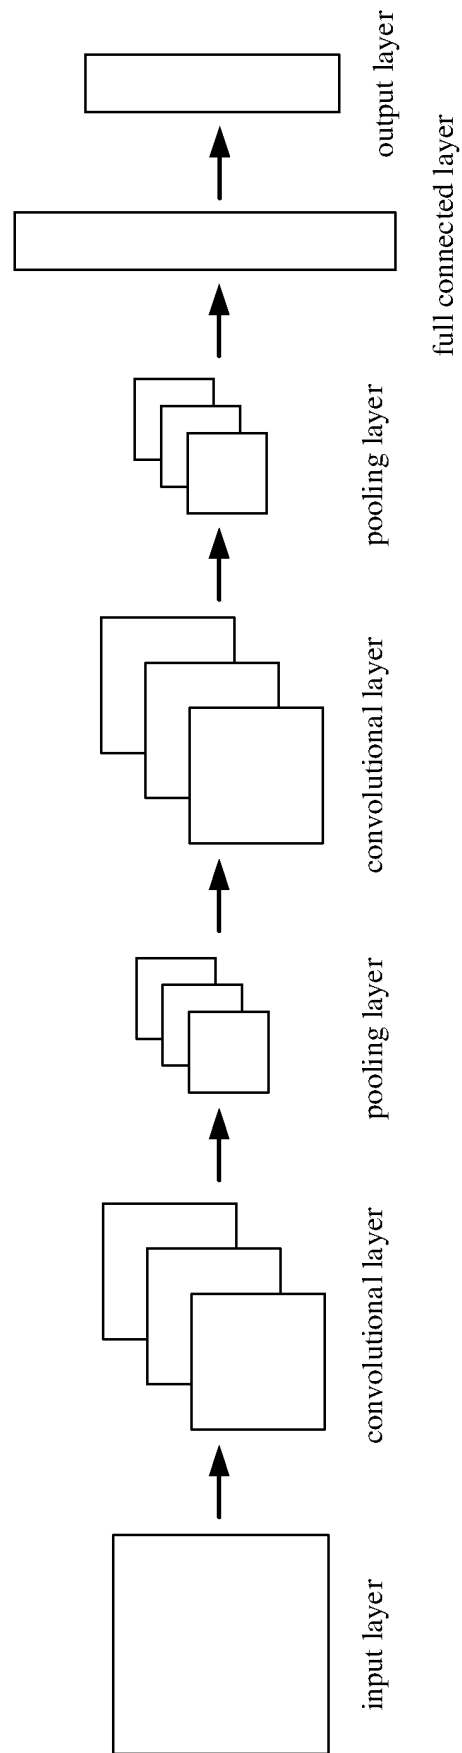 input layer
convolutional layer
pooling layer
convolutional layer
pooling layer
full connected layer
output layer